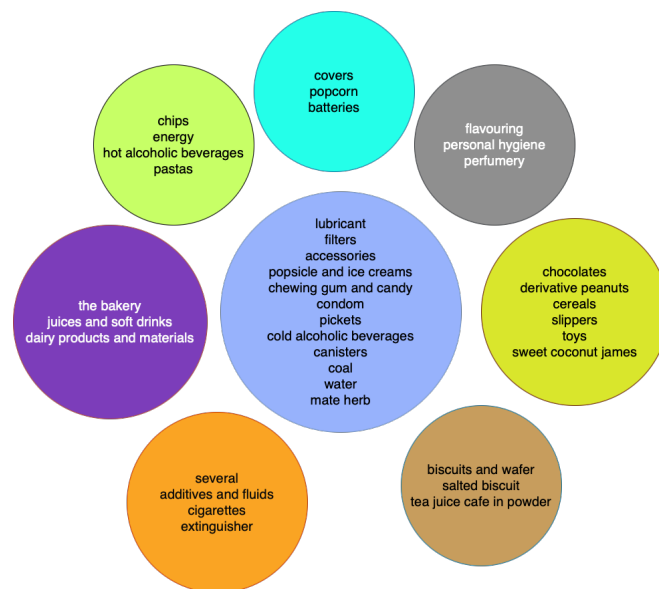 covers
popcorn
batteries
chips
energy
hot alcoholic beverages
pastas
flavouring
personal hygiene
perfumery
lubricant
filters
accessories
popsicle and ice creams
chewing gum and candy
condom
pickets
cold alcoholic beverages
canisters
coal
water
mate herb
the bakery
juices and soft drinks
dairy products and materials
chocolates
derivative peanuts
cereals
slippers
toys
sweet coconut james
several
additives and fluids
cigarettes
extinguisher
biscuits and wafer
salted biscuit
tea juice cafe in powder